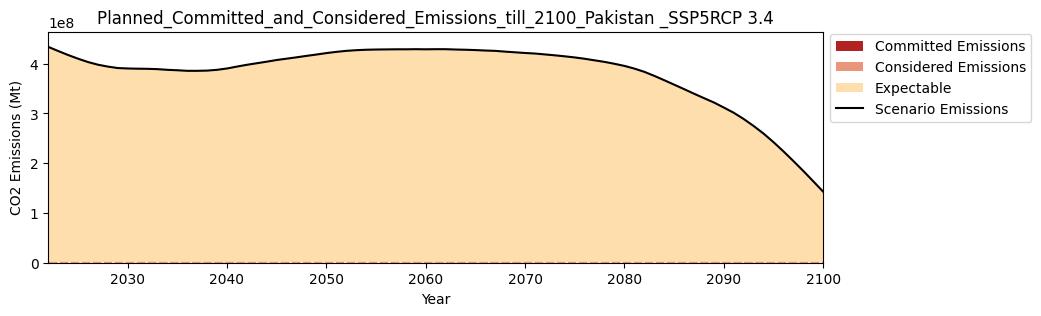 Planned_Committed_and_Considered_Emissions_till_2100_Pakistan _SSP5RCP 3.4
1e8
4
3
2
1
0
CO2 Emissions (Mt)
2030 2040 2050 2060 2070 2080 2090 2100
Year
Committed Emissions
Considered Emissions
Expectable
Scenario Emissions